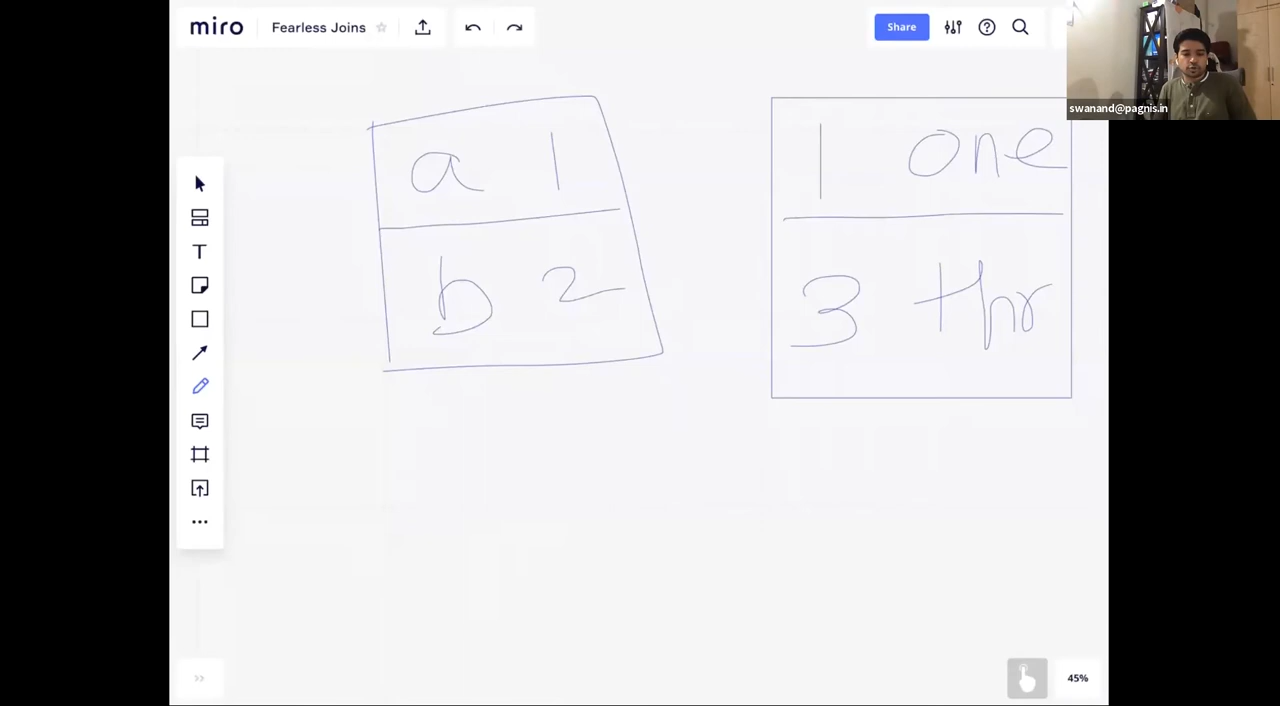 miro Fearless Joins Share
swanand@pagnis.in
a 1
b 2
1 one
3 thr
T
45%